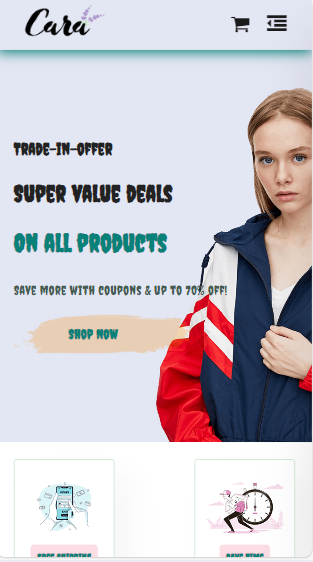 Cara
TRADE-IN-OFFER
SUPER VALUE DEALS
ON ALL PRODUCTS
SAVE MORE WITH COUPONS & UP TO 70% OFF!
SHOP NOW
FREE SHIPPING
SAVE TIME